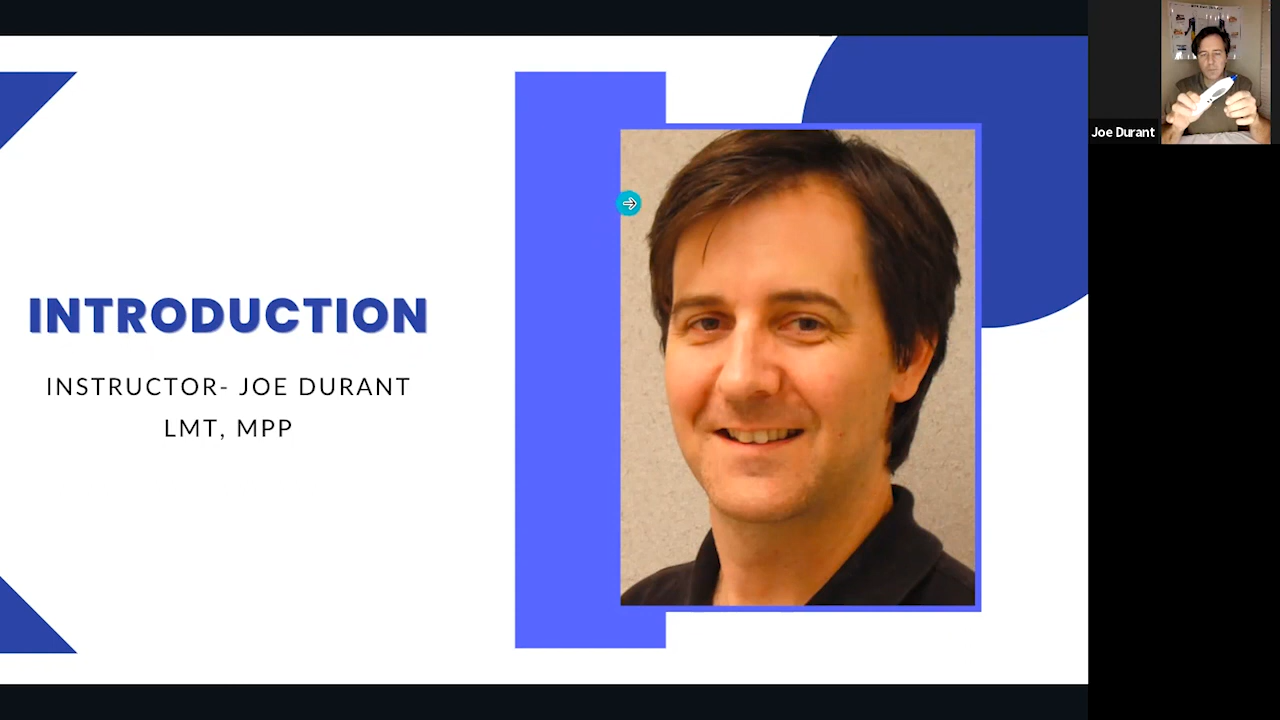 INTRODUCTION
INSTRUCTOR- JOE DURANT
LMT, MPP
Joe Durant